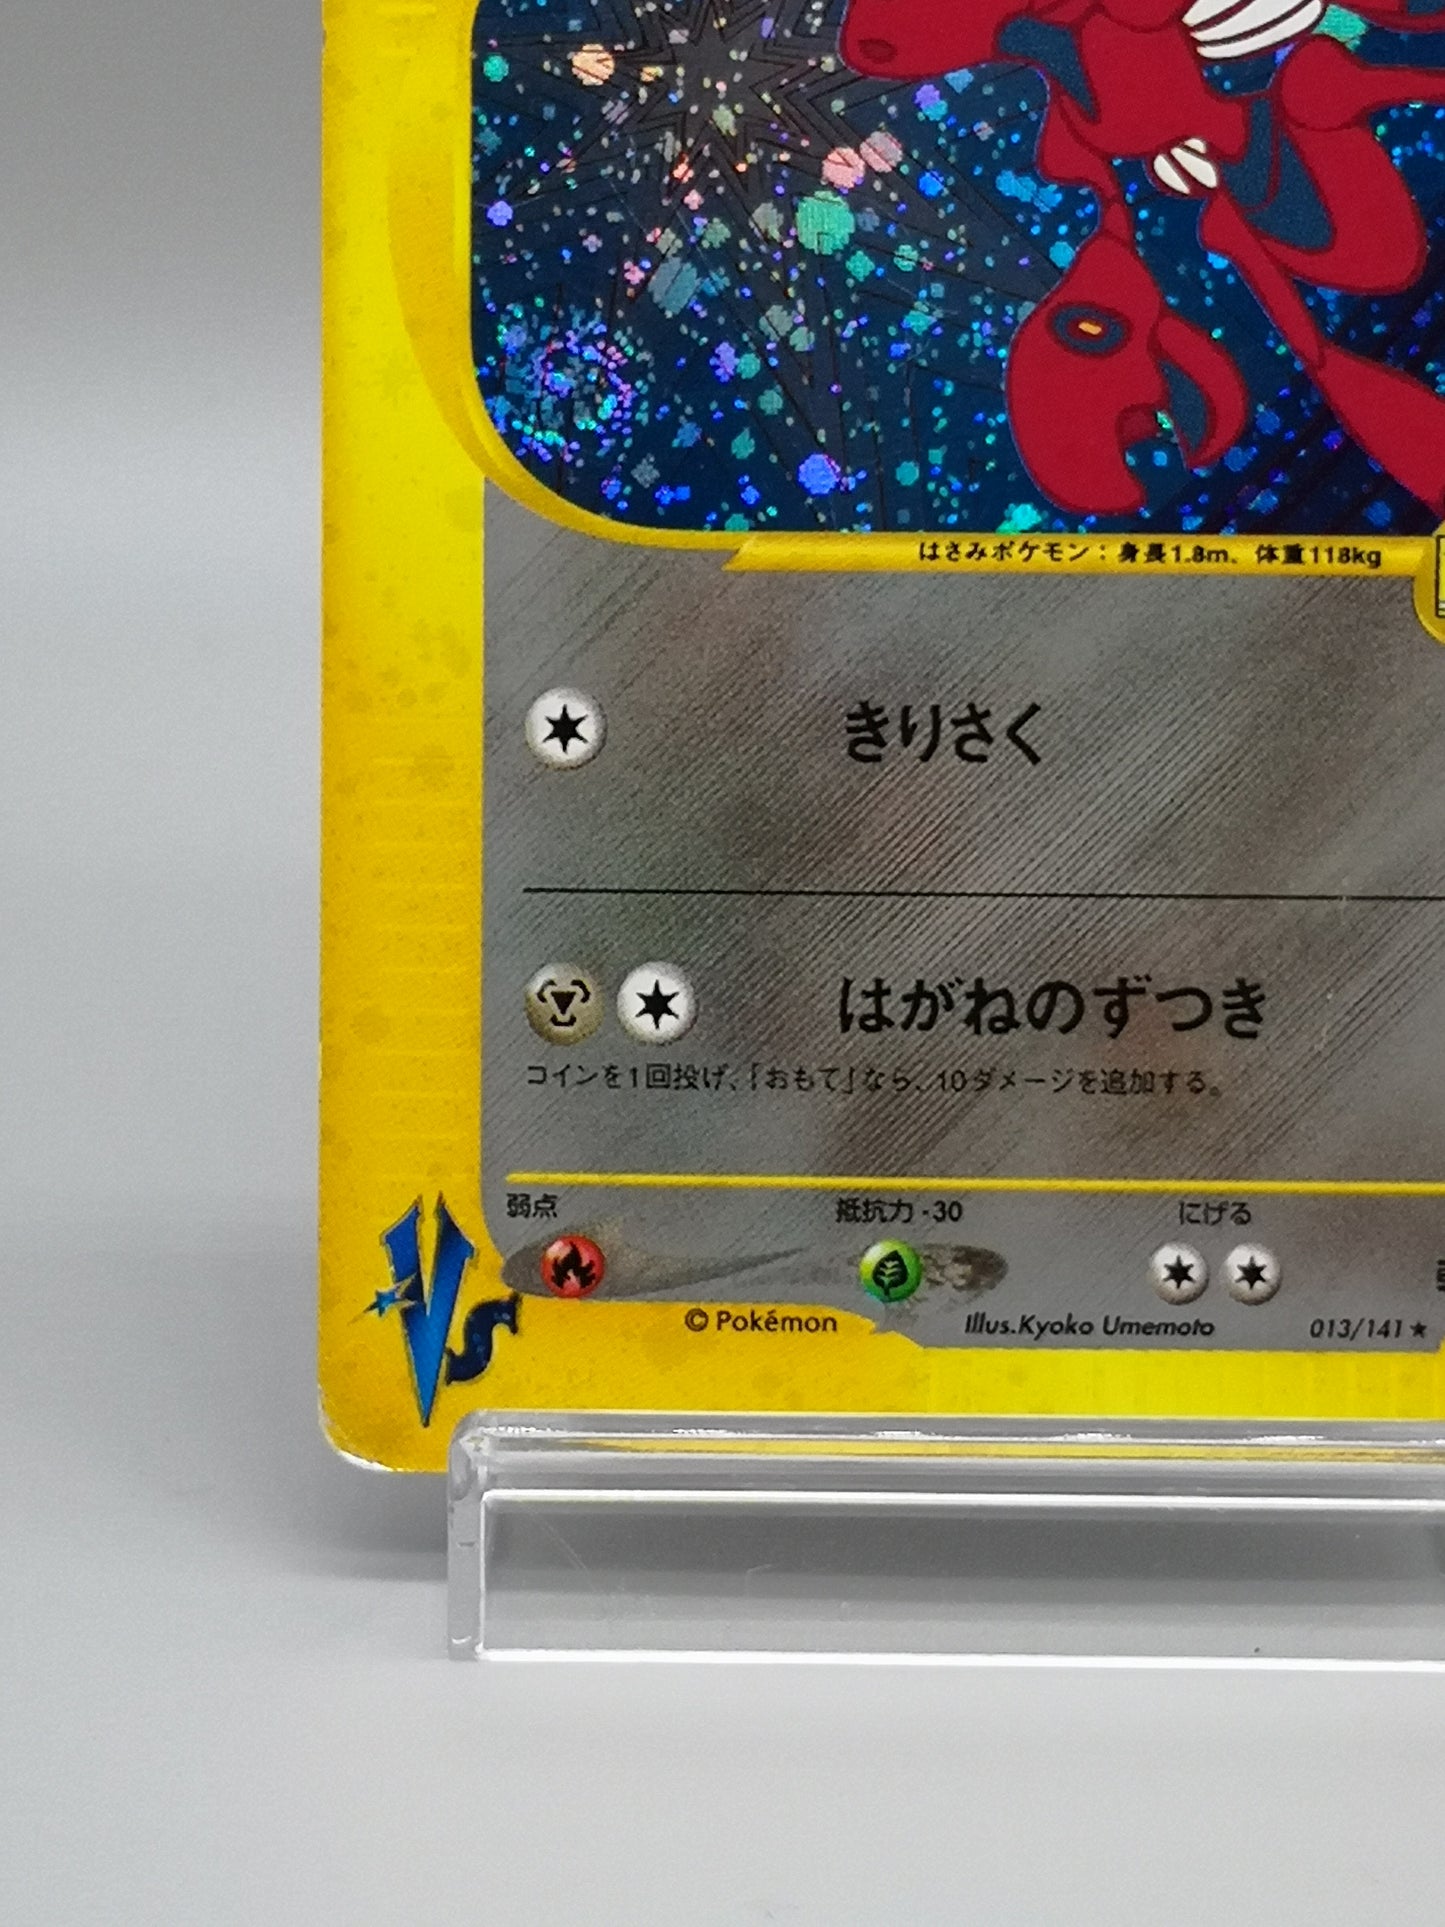 はさみポケモン：身長1.8m、体重118kg
きりさく
はがねのずつき
コインを1回投げ、「おもて」なら、10ダメージを追加する。
弱点 抵抗力-30 にげる
© Pokémon Illus.Kyoko Umemoto 013/141★
VS